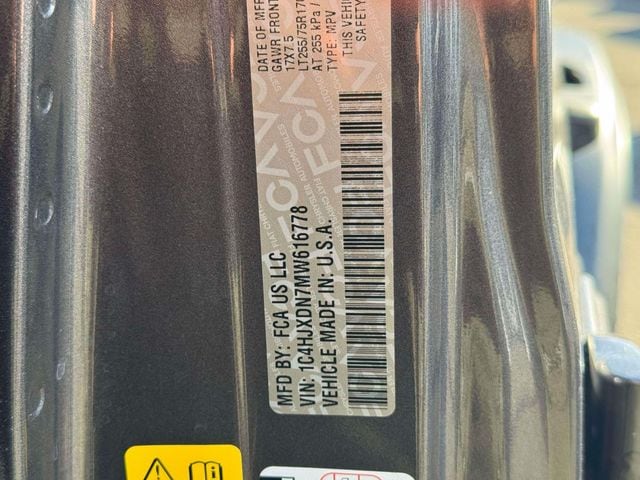 DATE OF MFR
GAWR FRONT
17X7.5
LT255/75R17
AT 255 kPa /
TYPE: MPV
THIS VEHIC
SAFETY
MFD BY: FCA US LLC
VIN: 1C4HJXDN7MW616778
VEHICLE MADE IN: U.S.A.